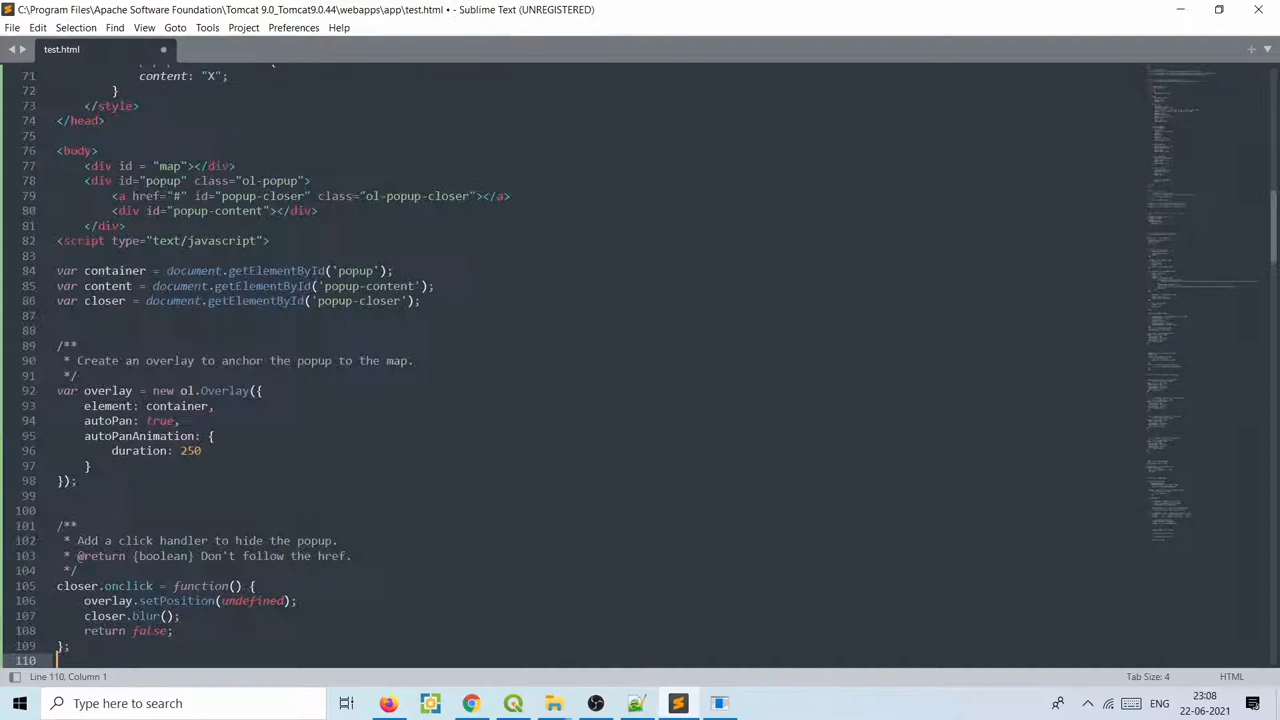 C:\Program Files\Apache Software Foundation\Tomcat 9.0_Tomcat9.0.44\webapps\app\test.html • - Sublime Text (UNREGISTERED)
File Edit Selection Find View Goto Tools Project Preferences Help
test.html
71 content: "X";
72 }
73 </style>
74 </head>
75
76 <body>
77 <div id = "map"></div>
78 <div id="popup" class="ol-popup">
79 <a href="#" id="popup-closer" class="ol-popup-closer"></a>
80 <div id="popup-content"></div>
81 </div>
82 <script type="text/javascript">
83
84 var container = document.getElementById('popup');
85 var content = document.getElementById('popup-content');
86 var closer = document.getElementById('popup-closer');
87
88
89 /**
90 * Create an overlay to anchor the popup to the map.
91 */
92 var overlay = new ol.Overlay({
93 element: container,
94 autoPan: true,
95 autoPanAnimation: {
96 duration: 250
97 }
98 });
99
100
101 /**
102 * Add a click handler to hide the popup.
103 * @return {boolean} Don't follow the href.
104 */
105 closer.onclick = function() {
106 overlay.setPosition(undefined);
107 closer.blur();
108 return false;
109 };
110
Line 110, Column 1 Tab Size: 4 HTML
Type here to search
ENG
23:08
22-06-2021